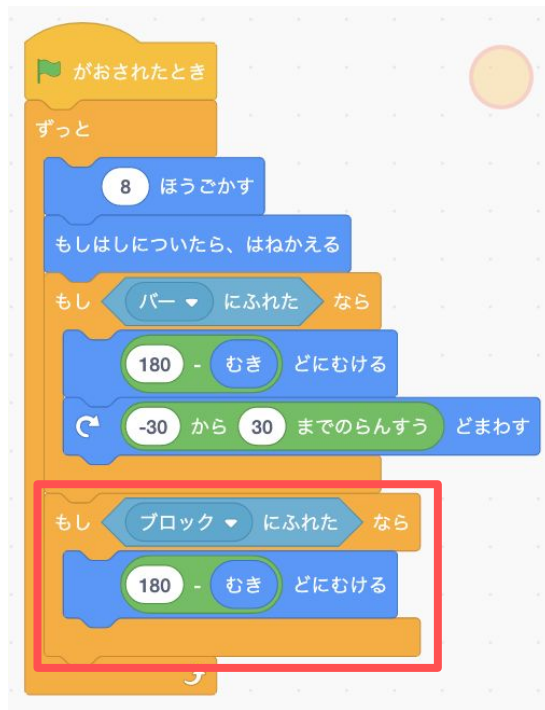 がおされたとき
ずっと
8 ほうごかす
もしはしについたら、はねかえる
もし バー にふれた なら
180 - むき どにむける
-30 から 30 までのらんすう どまわす
もし ブロック にふれた なら
180 - むき どにむける